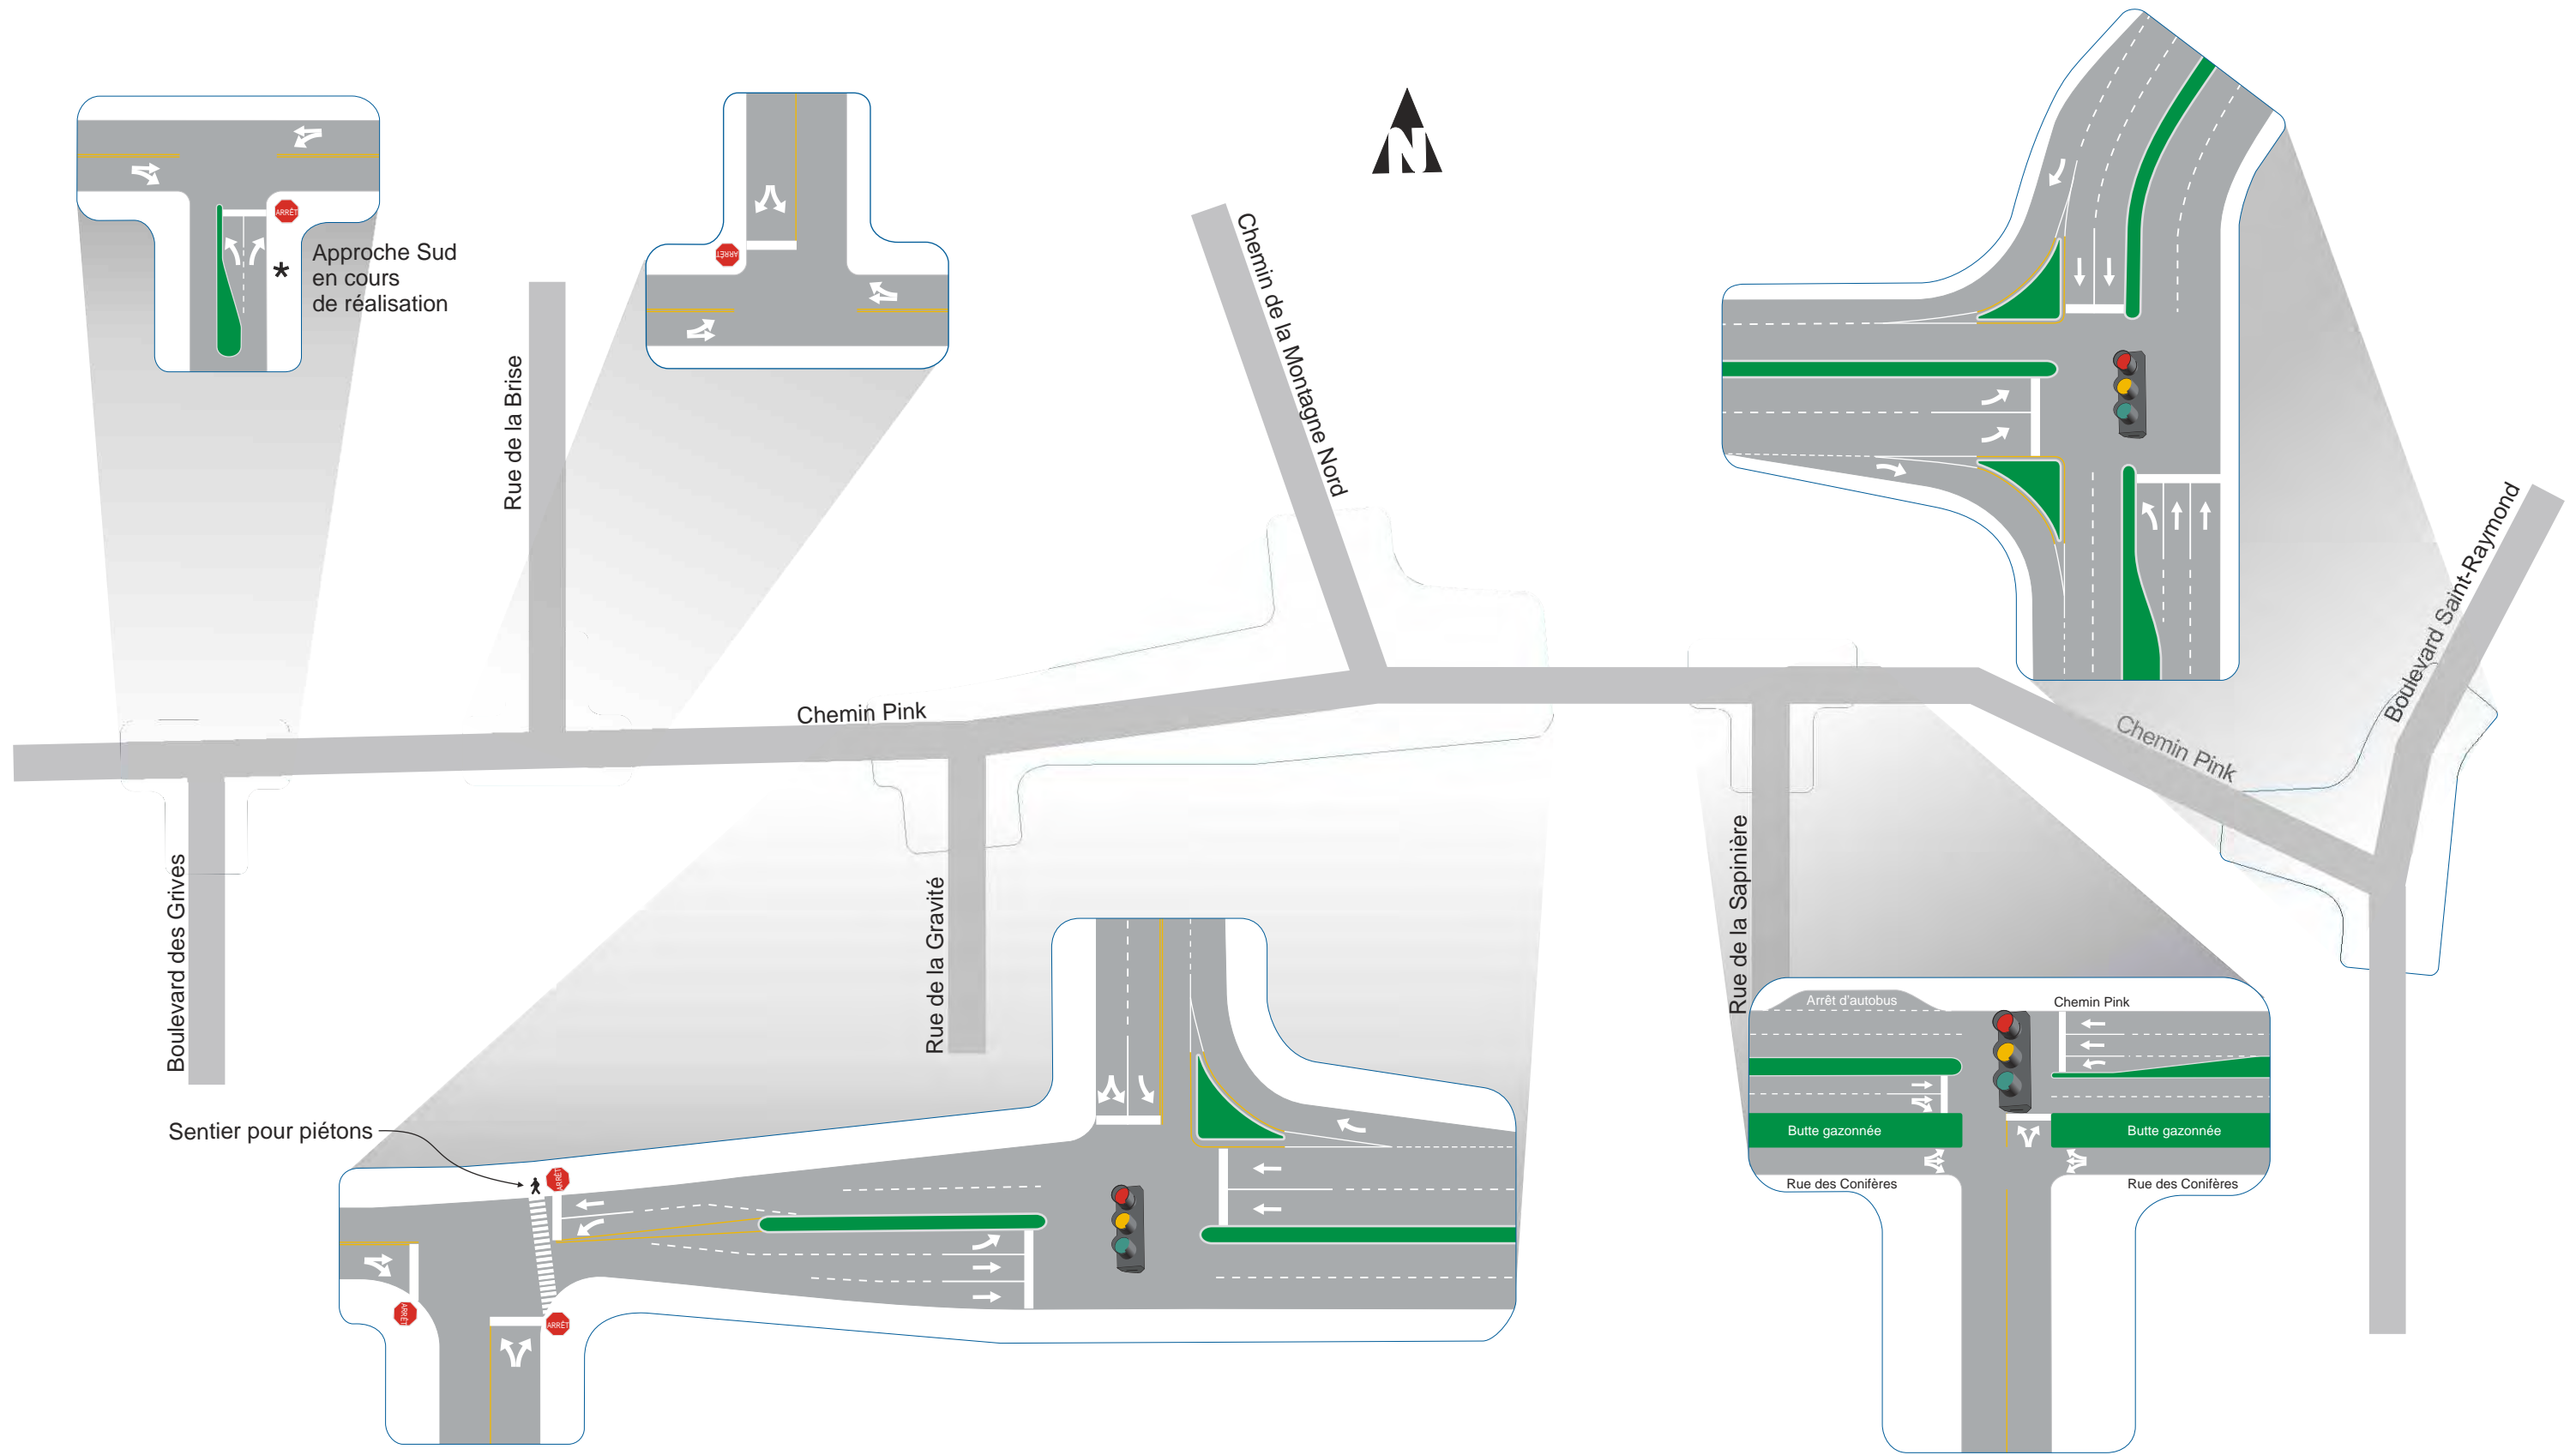 ARRÊT
Approche Sud
en cours
de réalisation
*
ARRÊT
N
Rue de la Brise
Chemin de la Montagne Nord
Boulevard Saint-Raymond
Chemin Pink
Chemin Pink
Boulevard des Grives
Rue de la Gravité
Rue de la Sapinière
Sentier pour piétons
ARRÊT
ARRÊT
ARRÊT
Arrêt d'autobus
Chemin Pink
Butte gazonnée
Butte gazonnée
Rue des Conifères
Rue des Conifères